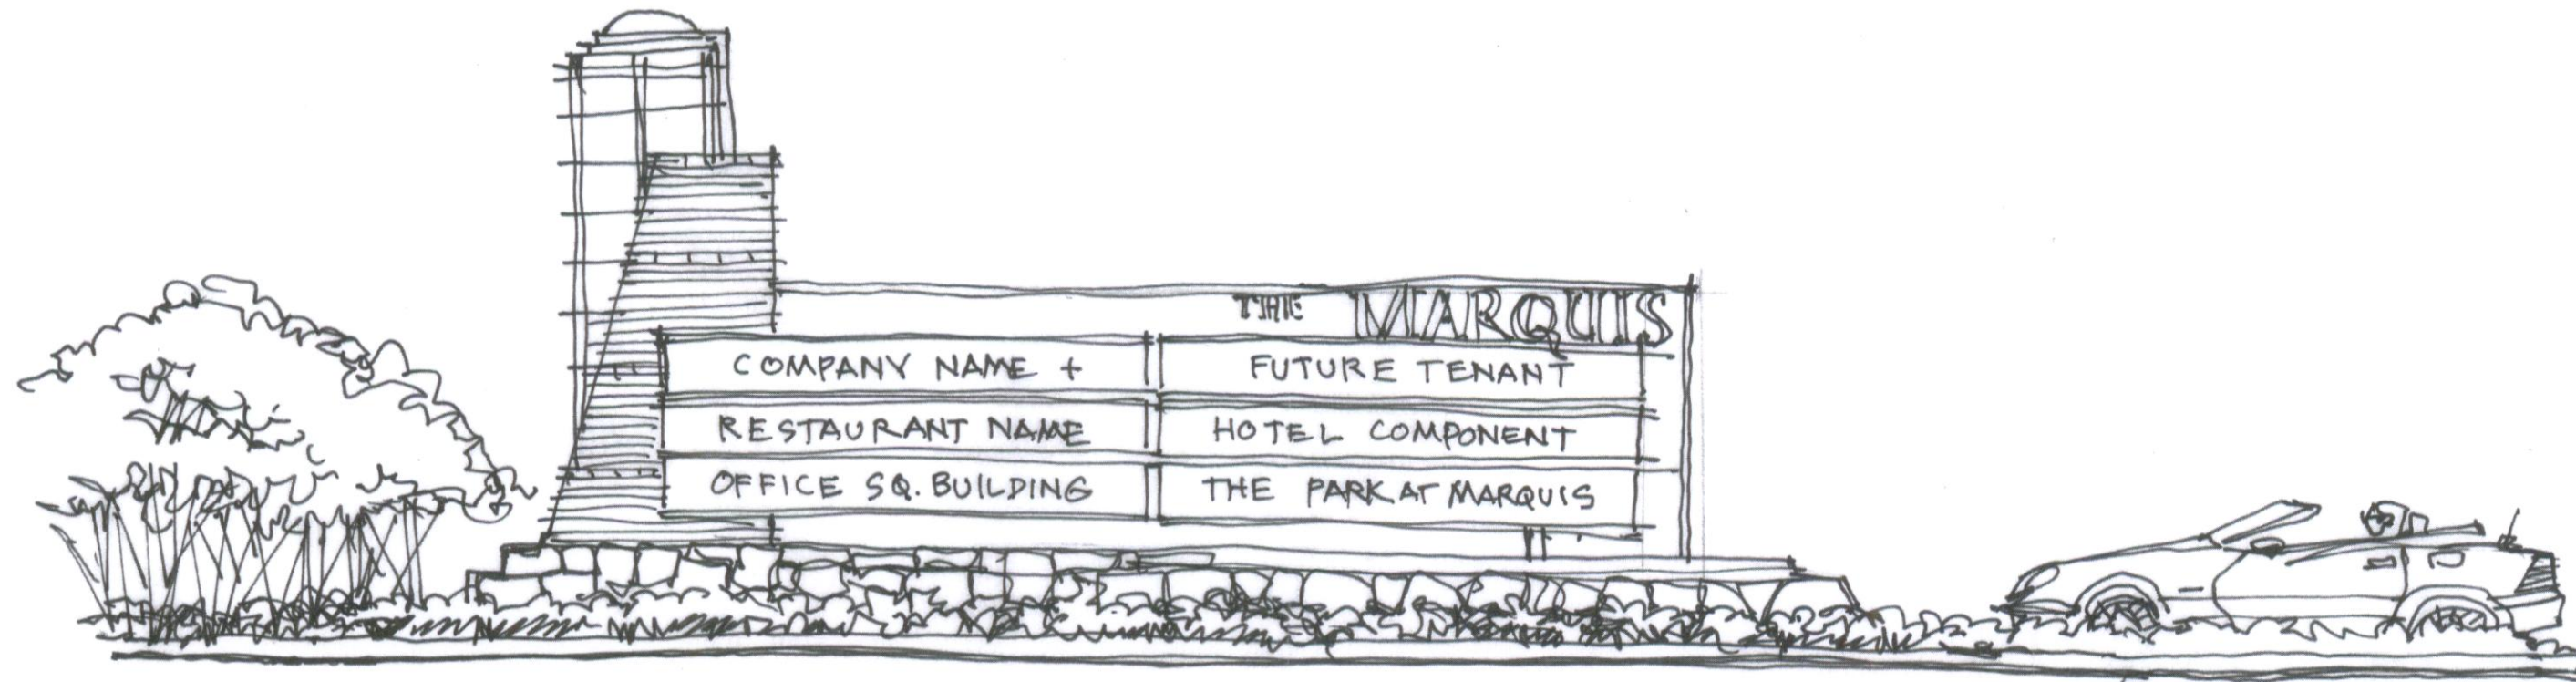 THE MARQUIS
COMPANY NAME +
FUTURE TENANT
RESTAURANT NAME
HOTEL COMPONENT
OFFICE SQ. BUILDING
THE PARK AT MARQUIS